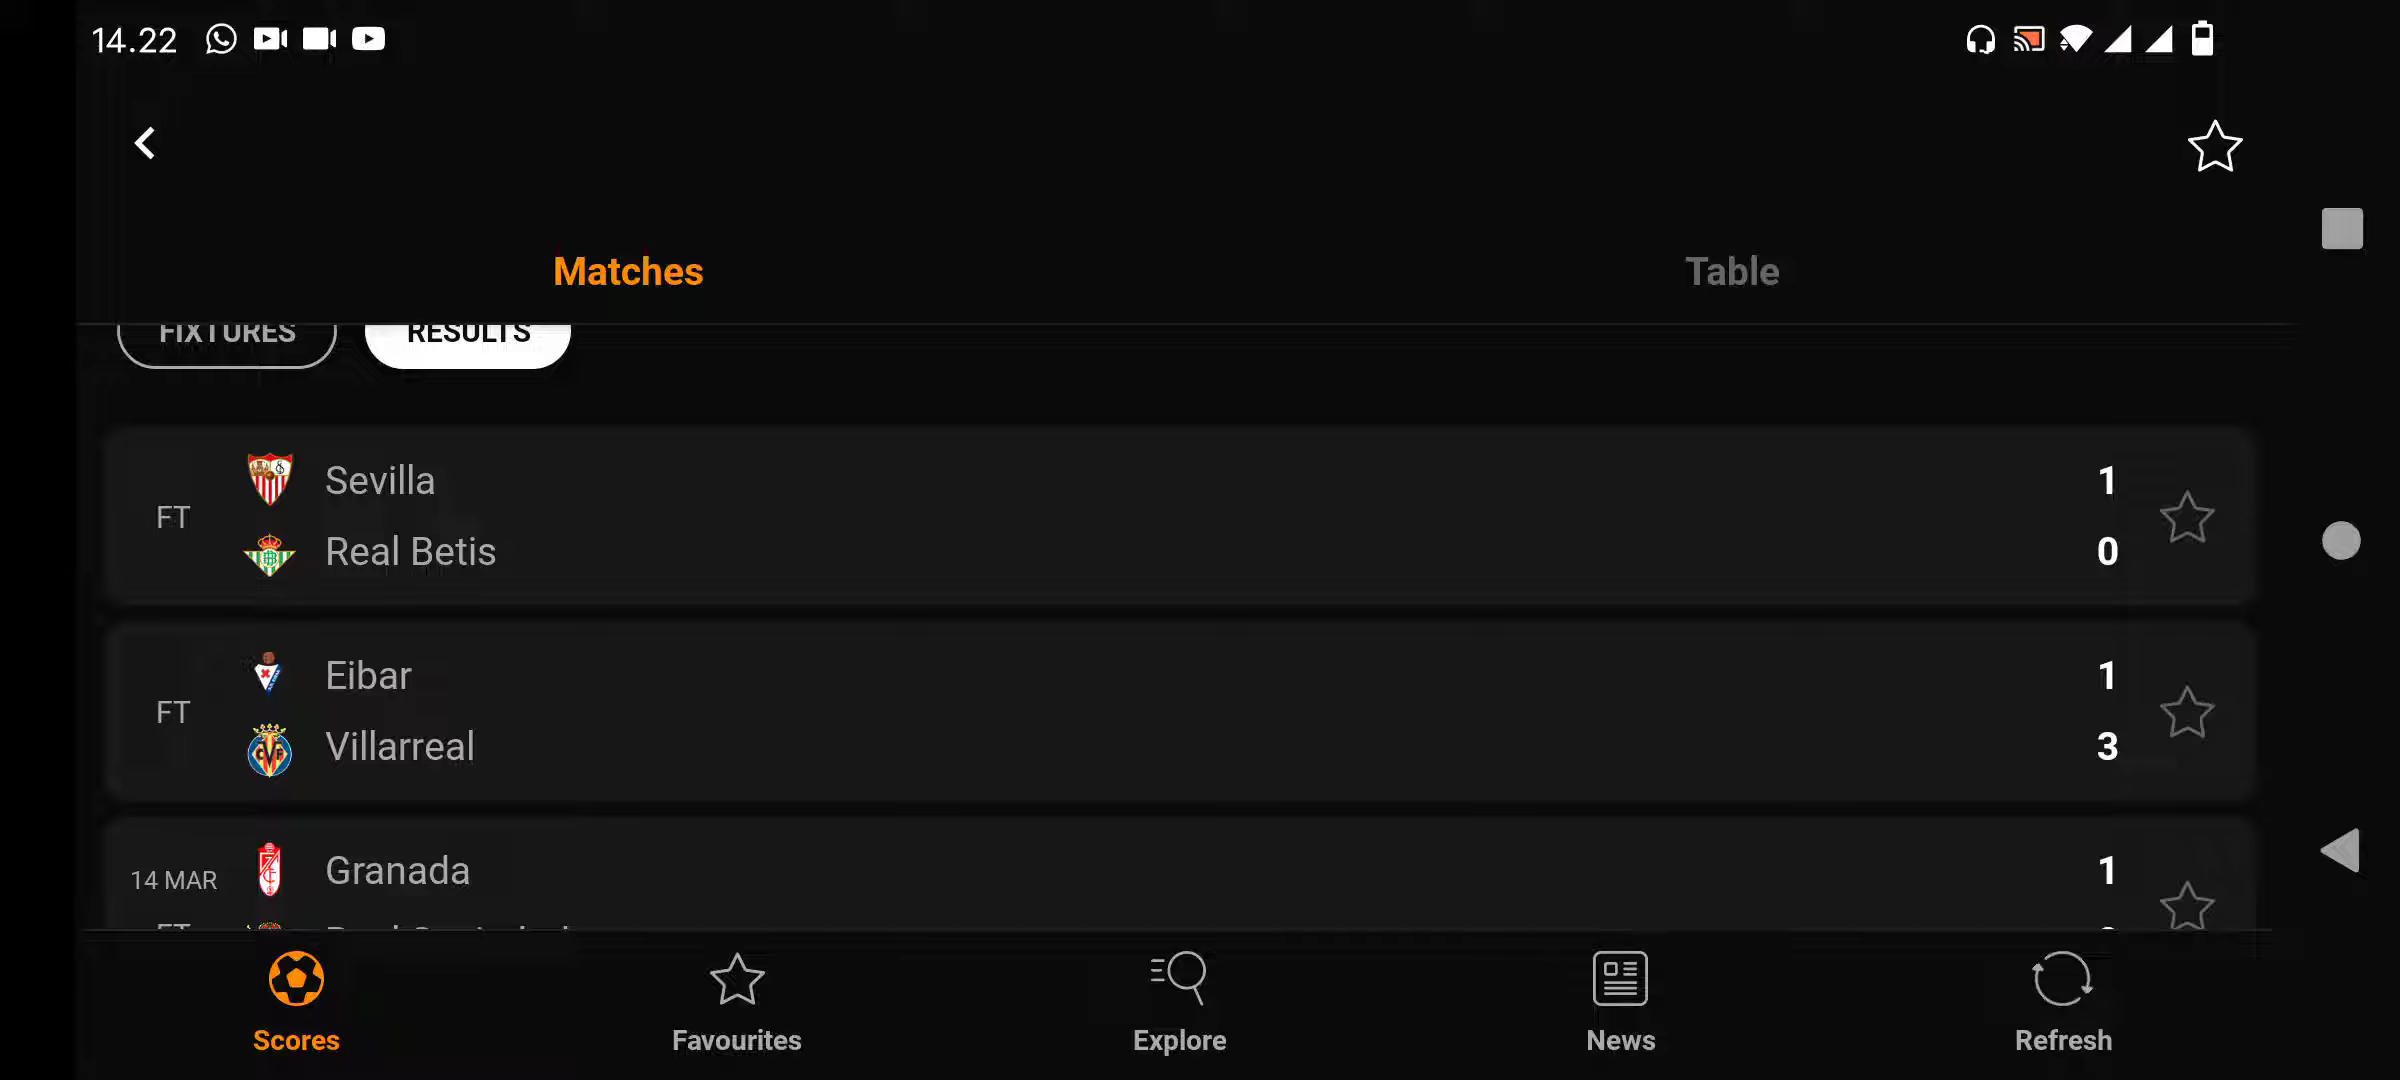 14.22
Matches Table
FIXTURES RESULTS
Sevilla 1
FT
Real Betis 0
Eibar 1
FT
Villarreal 3
Granada 1
14 MAR
FT
Scores Favourites Explore News Refresh